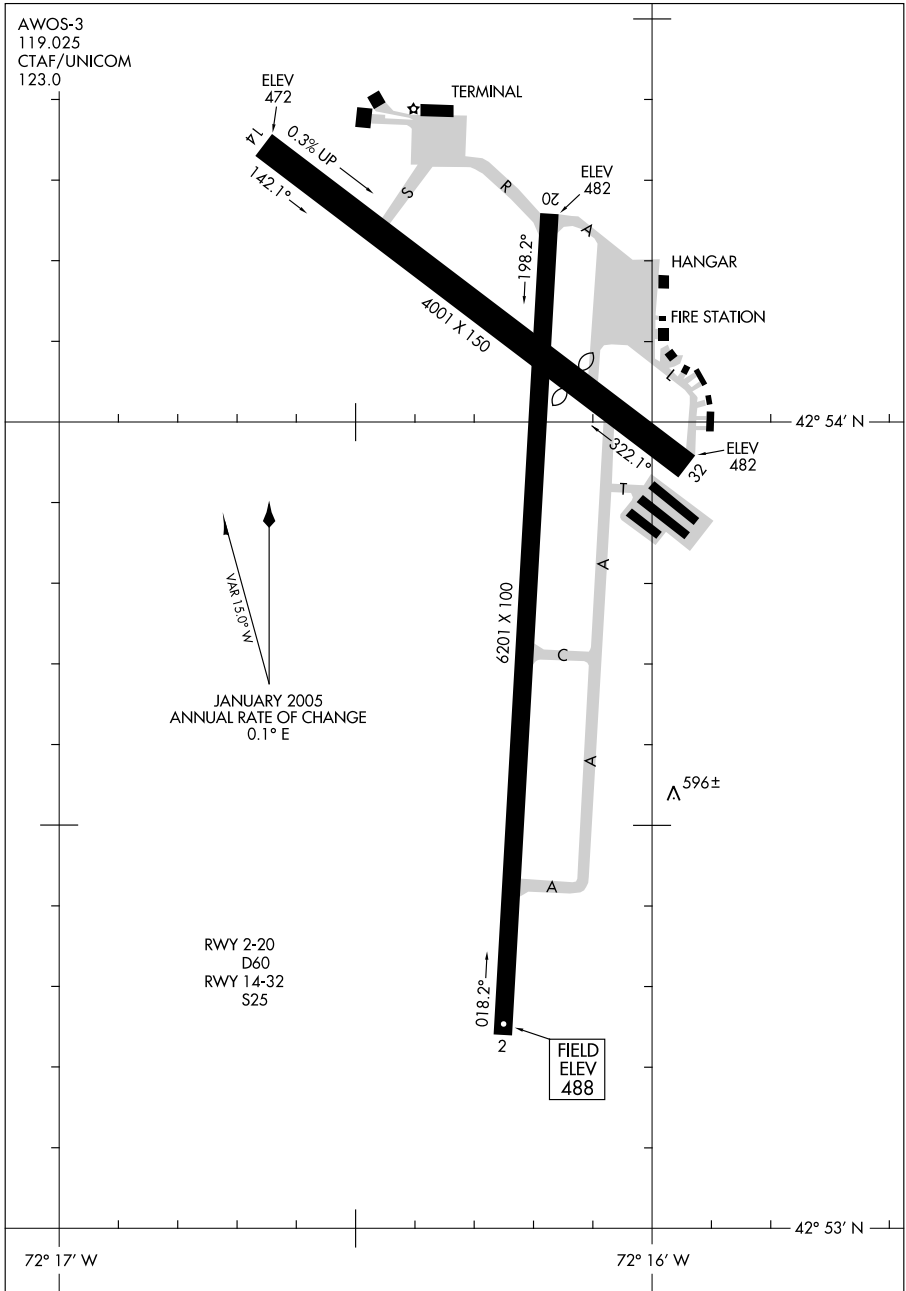 AWOS-3
119.025
CTAF/UNICOM
123.0
ELEV
472
TERMINAL
14
0.3% UP
142.1°
S
R
ELEV
482
20
A
198.2°
HANGAR
FIRE STATION
4001 X 150
L
42° 54' N
322.1°
ELEV
482
32
T
A
VAR 15.0° W
6201 X 100
C
JANUARY 2005
ANNUAL RATE OF CHANGE
0.1° E
A
596±
A
RWY 2-20
D60
RWY 14-32
S25
018.2°
2
FIELD
ELEV
488
42° 53' N
72° 17' W
72° 16' W